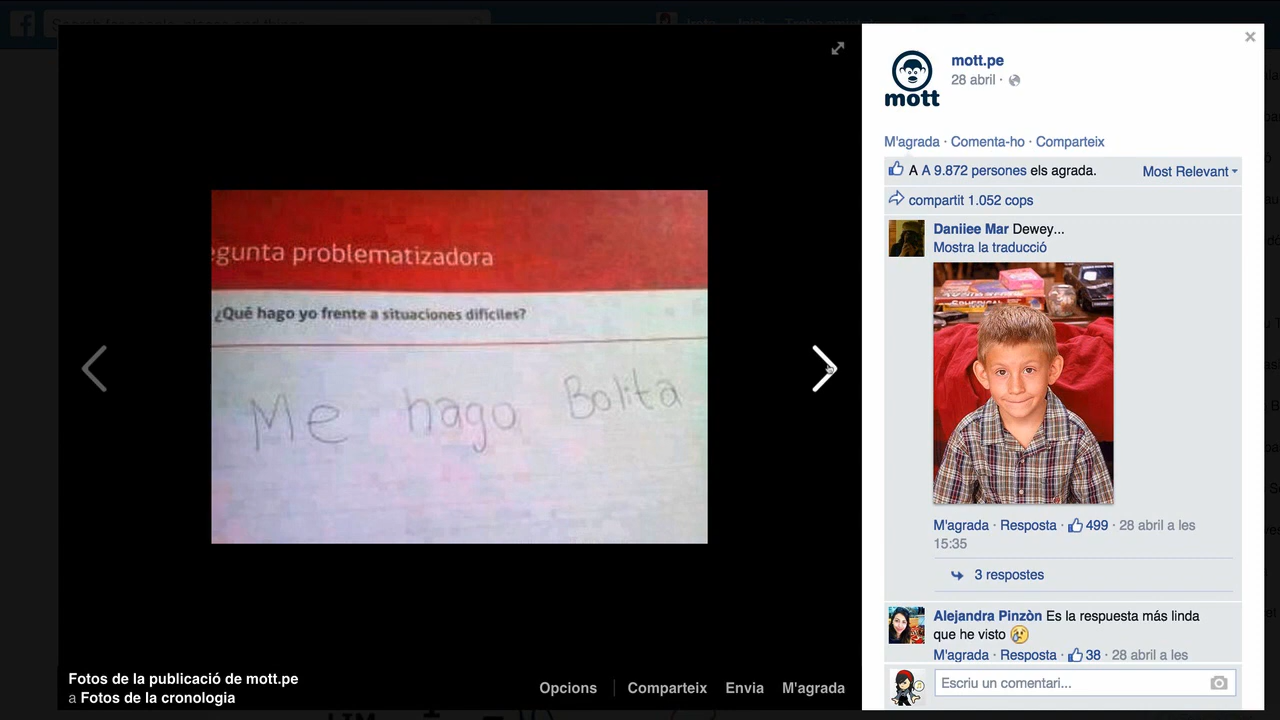 mott.pe
28 abril ·
mott
M'agrada · Comenta-ho · Comparteix
A A 9.872 persones els agrada.
Most Relevant
compartit 1.052 cops
egunta problematizadora
¿Qué hago yo frente a situaciones difíciles?
Me hago Bolita
Daniiee Mar Dewey...
Mostra la traducció
M'agrada · Resposta · 499 · 28 abril a les
15:35
3 respostes
Alejandra Pinzòn Es la respuesta más linda
que he visto
M'agrada · Resposta · 38 · 28 abril a les
Escriu un comentari...
Fotos de la publicació de mott.pe
a Fotos de la cronologia
Opcions
Comparteix
Envia
M'agrada